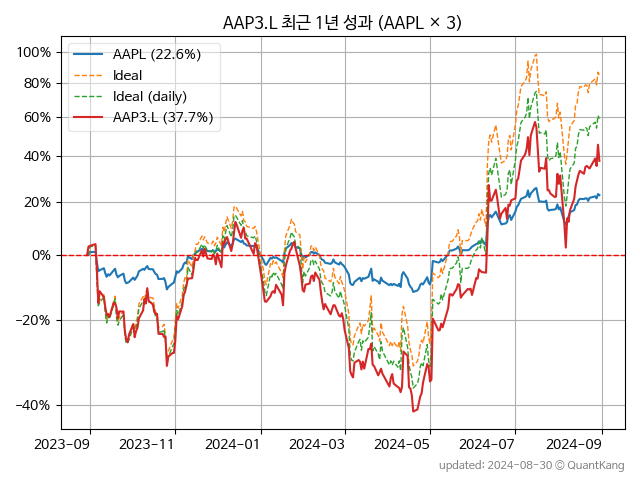 AAP3.L 최근 1년 성과 (AAPL × 3)
100%
80%
60%
40%
20%
0%
−20%
−40%
AAPL (22.6%)
Ideal
Ideal (daily)
AAP3.L (37.7%)
2023-09
2023-11
2024-01
2024-03
2024-05
2024-07
2024-09
updated: 2024-08-30 © QuantKang